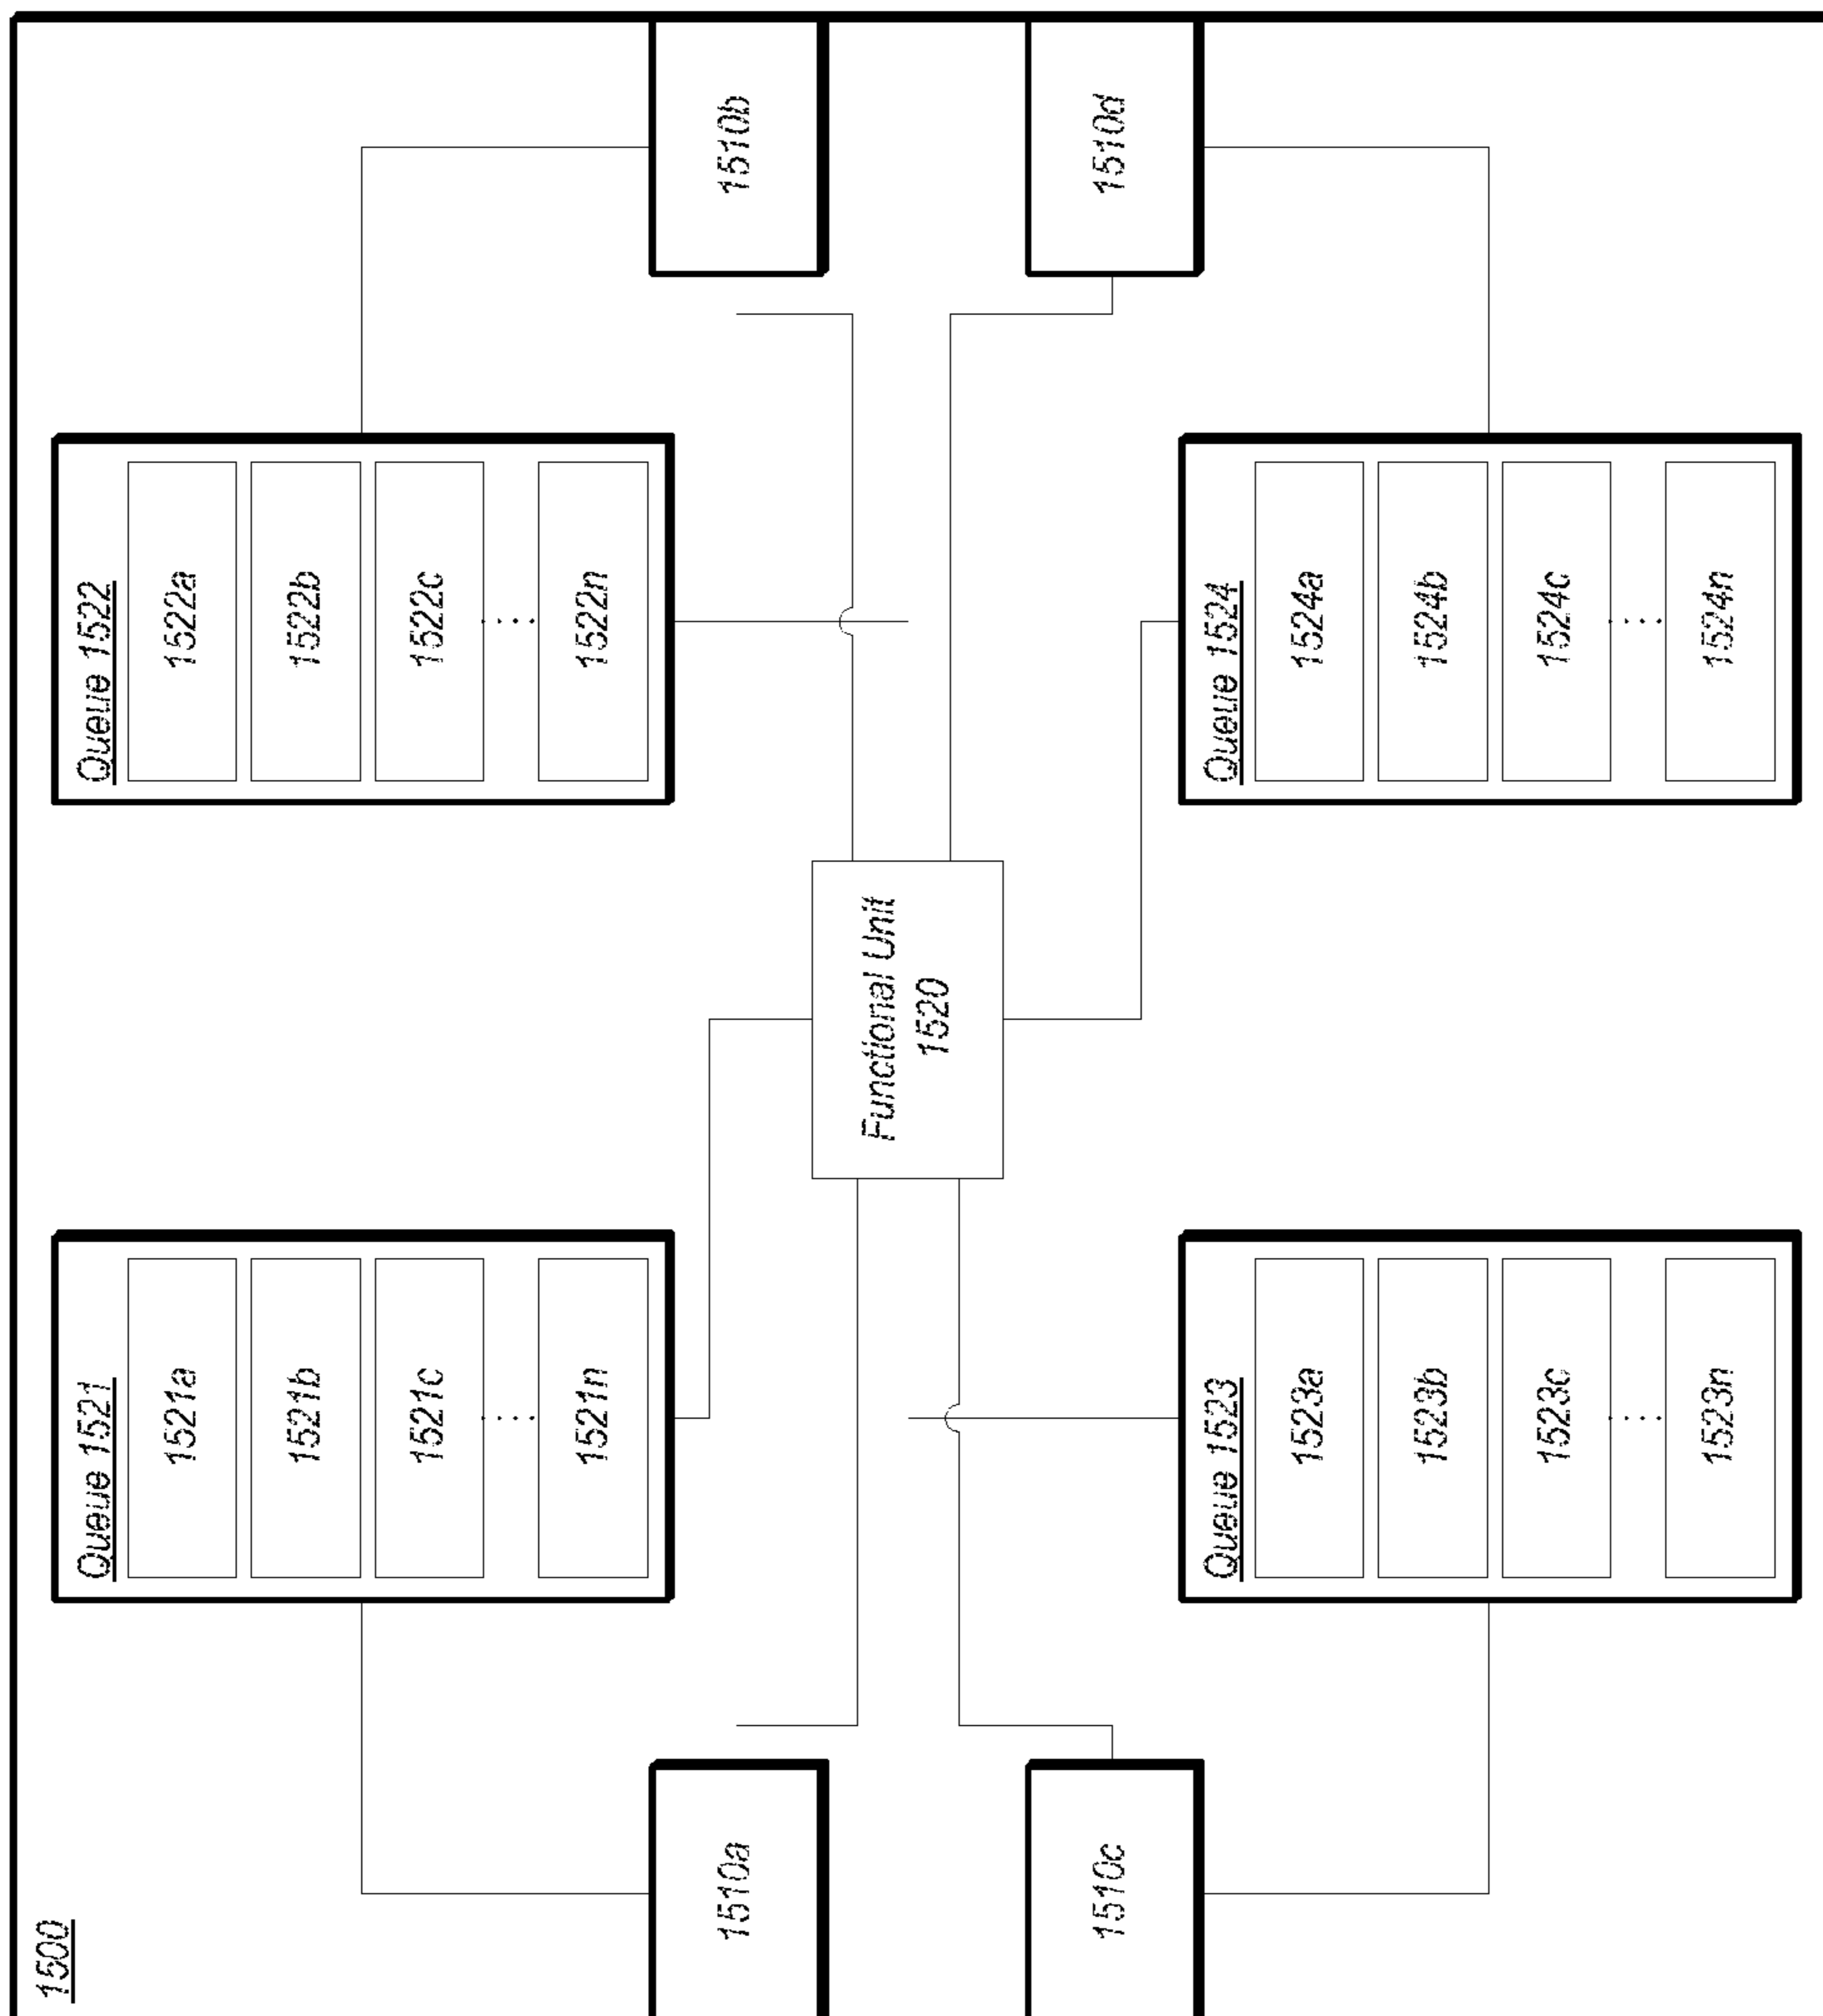 1500
Queue 1521
1521a
1521b
1521c
....
1521n
Queue 1522
1522a
1522b
1522c
....
1522n
1510a
1510b
Functional Unit
1520
1510c
1510d
Queue 1523
1523a
1523b
1523c
....
1523n
Queue 1524
1524a
1524b
1524c
....
1524n